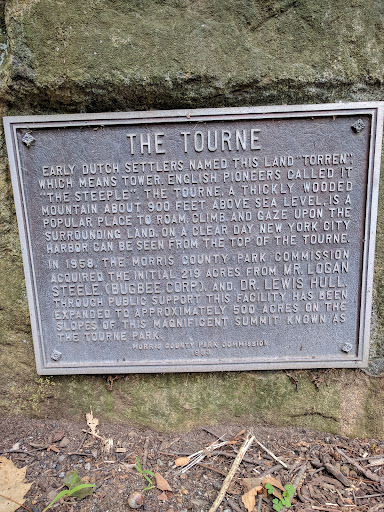 THE TOURNE
EARLY DUTCH SETTLERS NAMED THIS LAND "TORREN",
WHICH MEANS TOWER. ENGLISH PIONEERS CALLED IT
"THE STEEPLE". THE TOURNE, A THICKLY WOODED
MOUNTAIN ABOUT 900 FEET ABOVE SEA LEVEL, IS A
POPULAR PLACE TO ROAM, CLIMB, AND GAZE UPON THE
SURROUNDING LAND. ON A CLEAR DAY, NEW YORK CITY
HARBOR CAN BE SEEN FROM THE TOP OF THE TOURNE.
IN 1958, THE MORRIS COUNTY PARK COMMISSION
ACQUIRED THE INITIAL 219 ACRES FROM MR. LOGAN
STEELE (BUGBEE CORP.), AND, DR. LEWIS HULL.
THROUGH PUBLIC SUPPORT THIS FACILITY HAS BEEN
EXPANDED TO APPROXIMATELY 500 ACRES ON THE
SLOPES OF THIS MAGNIFICENT SUMMIT KNOWN AS
THE TOURNE PARK.
MORRIS COUNTY PARK COMMISSION